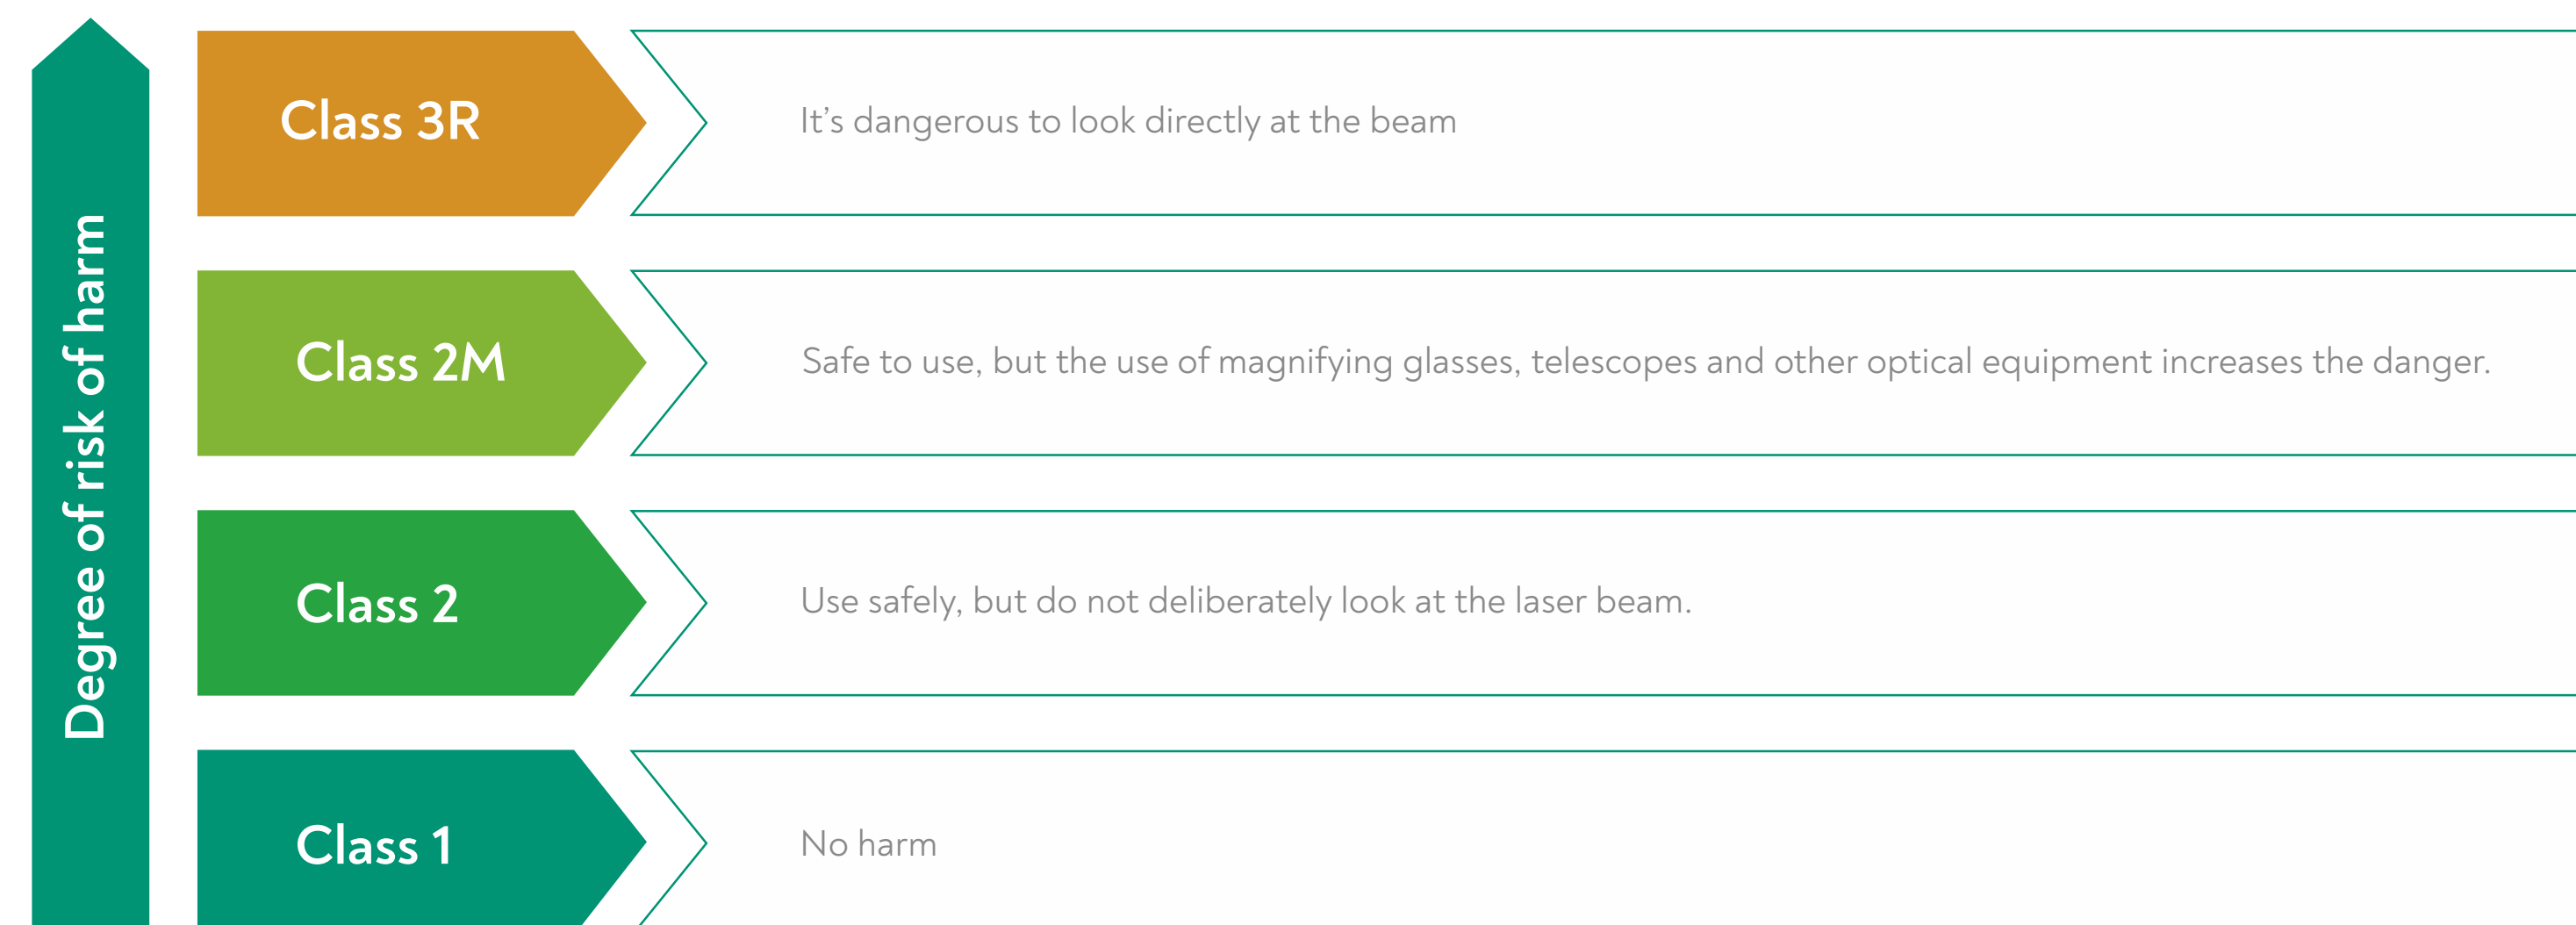 Degree of risk of harm
Class 3R
It’s dangerous to look directly at the beam
Class 2M
Safe to use, but the use of magnifying glasses, telescopes and other optical equipment increases the danger.
Class 2
Use safely, but do not deliberately look at the laser beam.
Class 1
No harm